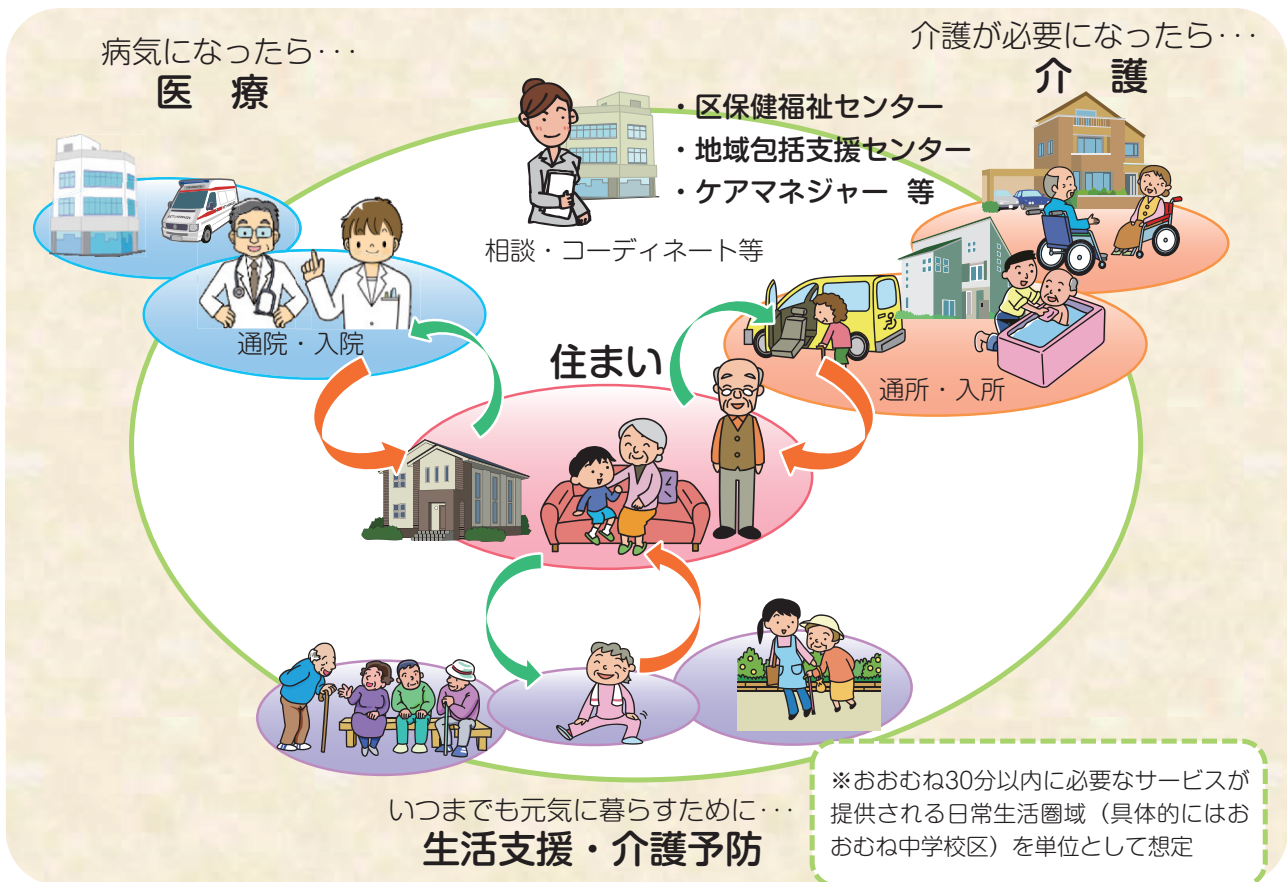 病気になったら･･･
医　療
・区保健福祉センター
・地域包括支援センター
・ケアマネジャー 等
相談・コーディネート等
介護が必要になったら･･･
介　護
通院・入院
住まい
通所・入所
いつまでも元気に暮らすために･･･
生活支援・介護予防
※おおむね30分以内に必要なサービスが
提供される日常生活圏域（具体的にはお
おむね中学校区）を単位として想定